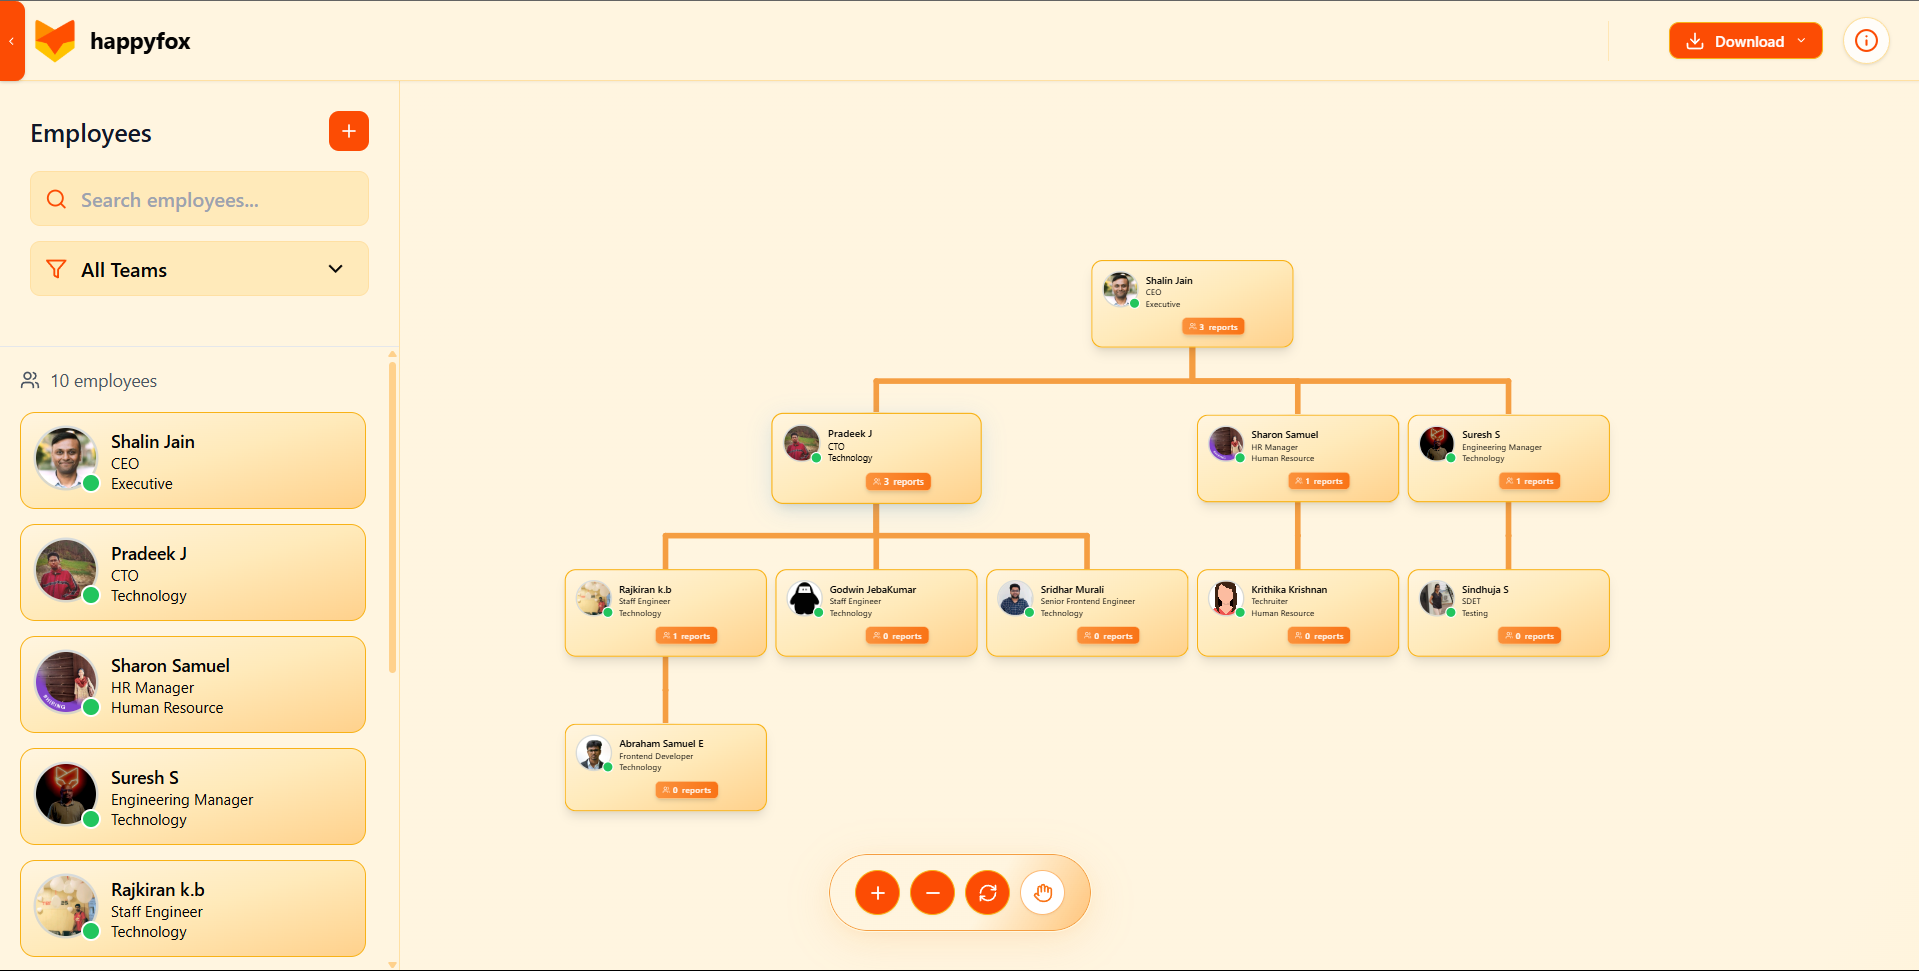 happyfox
Download
Employees
Search employees...
All Teams
10 employees
Shalin Jain
CEO
Executive
Pradeek J
CTO
Technology
Sharon Samuel
HR Manager
Human Resource
Suresh S
Engineering Manager
Technology
Rajkiran k.b
Staff Engineer
Technology
Shalin Jain
CEO
Executive
3 reports
Pradeek J
CTO
Technology
3 reports
Sharon Samuel
HR Manager
Human Resource
1 reports
Suresh S
Engineering Manager
Technology
1 reports
Rajkiran k.b
Staff Engineer
Technology
1 reports
Godwin JebaKumar
Staff Engineer
Technology
0 reports
Sridhar Murali
Senior Frontend Engineer
Technology
0 reports
Krithika Krishnan
Techruiter
Human Resource
0 reports
Sindhuja S
SDET
Testing
0 reports
Abraham Samuel E
Frontend Developer
Technology
0 reports